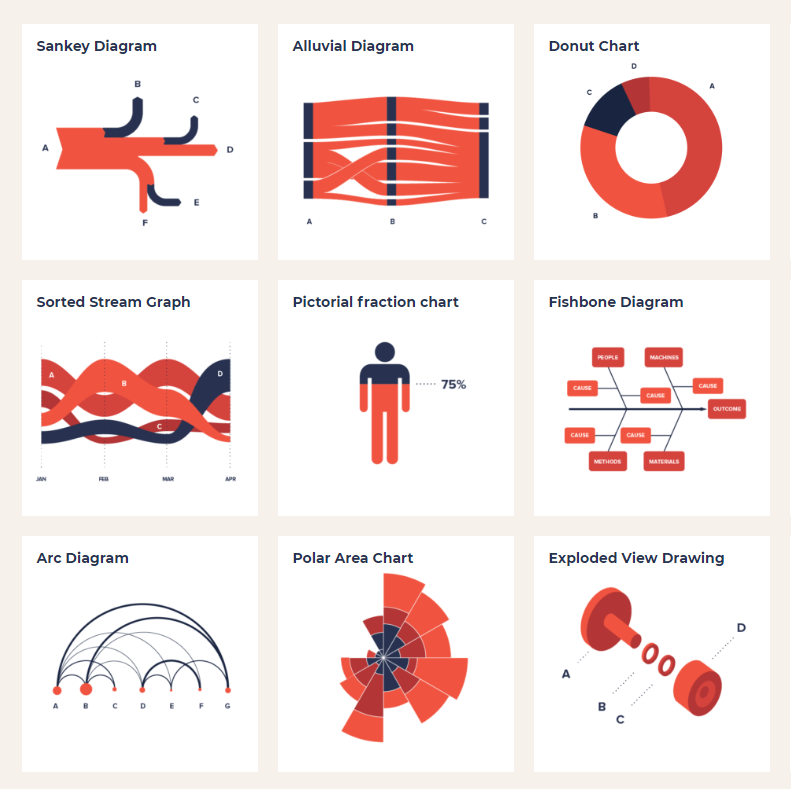 Sankey Diagram
B
C
A
D
E
F
Alluvial Diagram
A
B
C
Donut Chart
D
A
C
B
Sorted Stream Graph
A
B
D
C
JAN
FEB
MAR
APR
Pictorial fraction chart
75%
Fishbone Diagram
PEOPLE
MACHINES
CAUSE
CAUSE
CAUSE
OUTCOME
CAUSE
CAUSE
METHODS
MATERIALS
Arc Diagram
A
B
C
D
E
F
G
Polar Area Chart
Exploded View Drawing
D
A
B
C